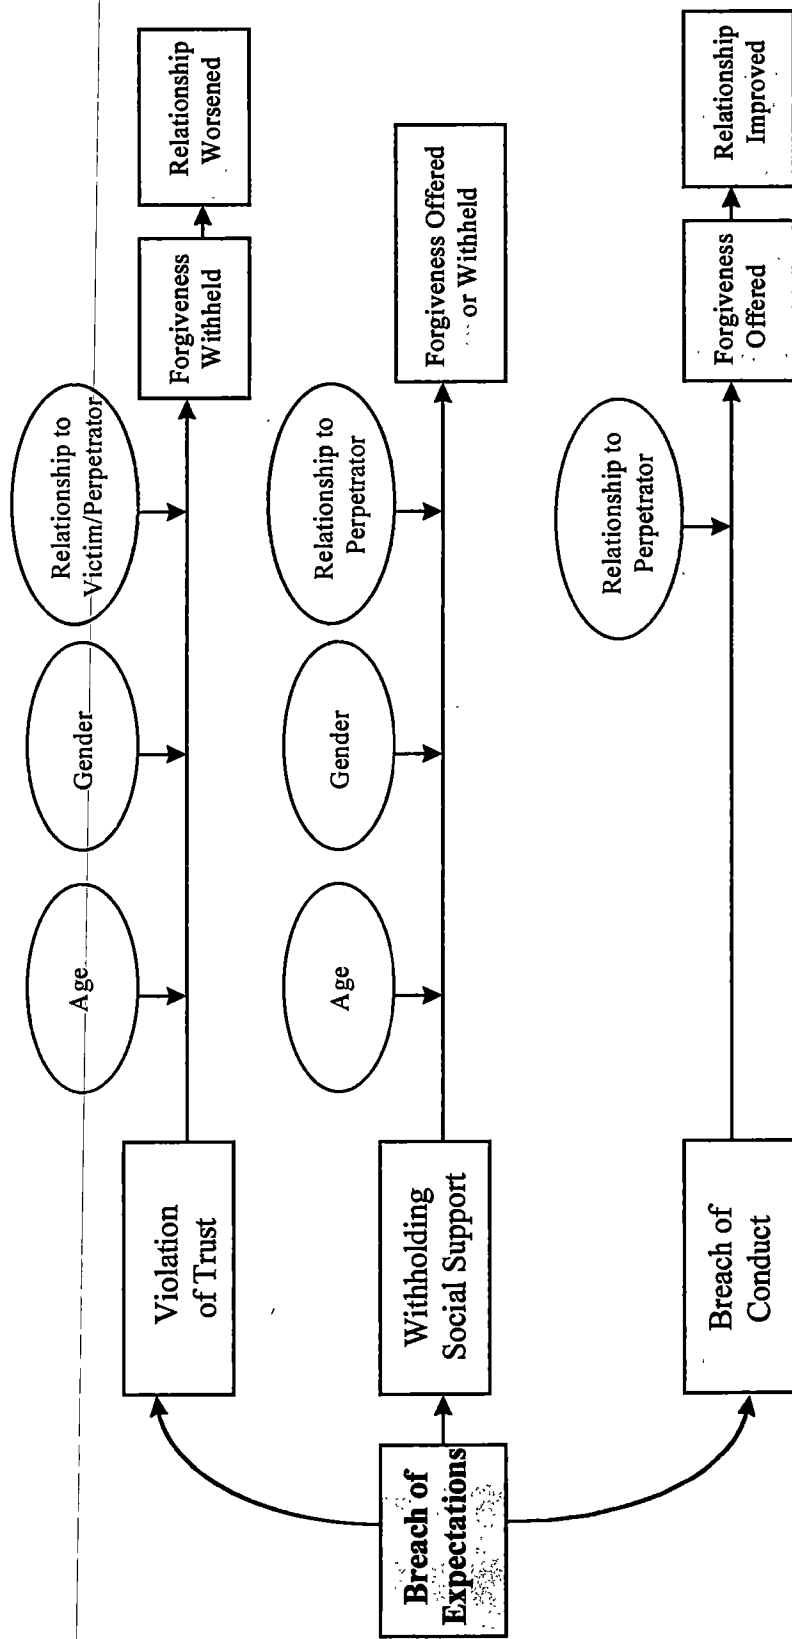 Breach of
Expectations
Violation
of Trust
Age
Gender
Relationship to
Victim/Perpetrator
Forgiveness
Withheld
Relationship
Worsened
Withholding
Social Support
Age
Gender
Relationship to
Perpetrator
Forgiveness Offered
or Withheld
Breach of
Conduct
Relationship to
Perpetrator
Forgiveness
Offered
Relationship
Improved